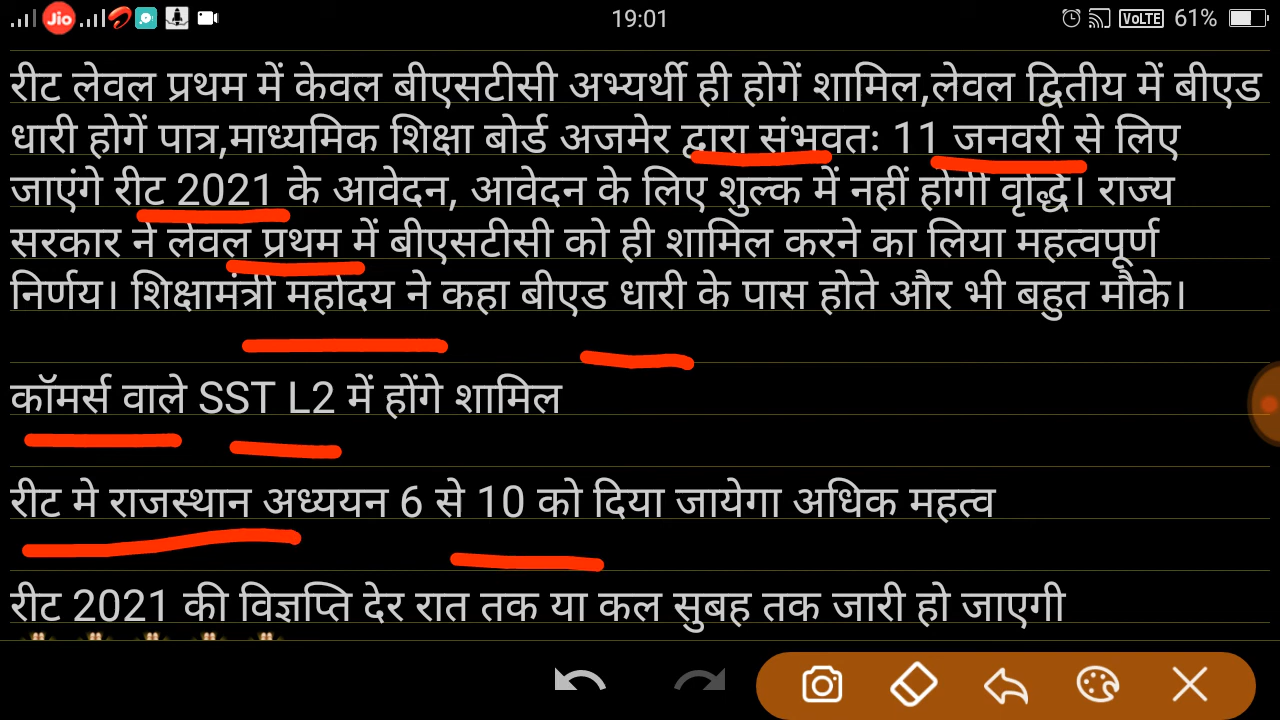 Jio 19:01 VoLTE 61%
रीट लेवल प्रथम में केवल बीएसटीसी अभ्यर्थी ही होगें शामिल,लेवल द्वितीय में बीएड
धारी होगें पात्र,माध्यमिक शिक्षा बोर्ड अजमेर द्वारा संभवतः 11 जनवरी से लिए
जाएंगे रीट 2021 के आवेदन, आवेदन के लिए शुल्क में नहीं होगी वृद्धि। राज्य
सरकार ने लेवल प्रथम में बीएसटीसी को ही शामिल करने का लिया महत्वपूर्ण
निर्णय। शिक्षामंत्री महोदय ने कहा बीएड धारी के पास होते और भी बहुत मौके।
कॉमर्स वाले SST L2 में होंगे शामिल
रीट मे राजस्थान अध्ययन 6 से 10 को दिया जायेगा अधिक महत्व
रीट 2021 की विज्ञप्ति देर रात तक या कल सुबह तक जारी हो जाएगी